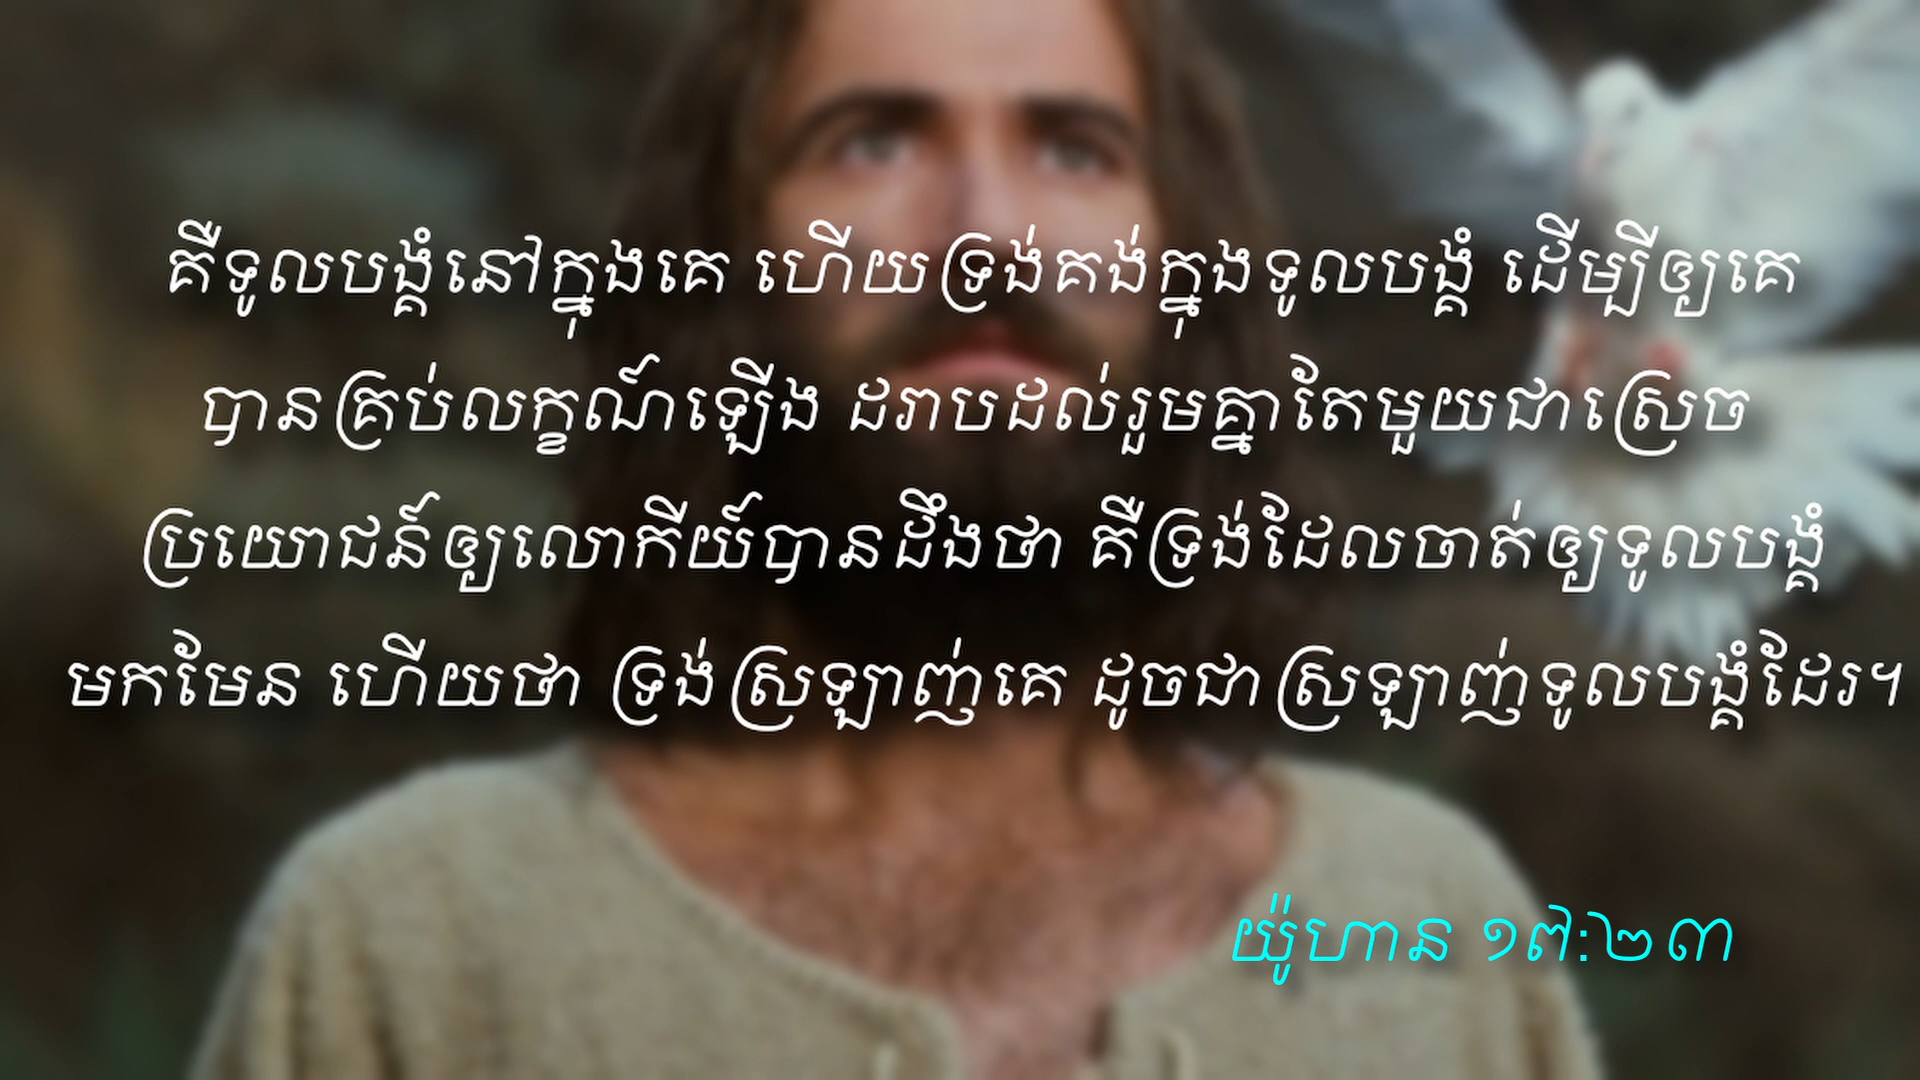 គឺទូលបង្គំនៅក្នុងគេ ហើយទ្រង់គង់ក្នុងទូលបង្គំ ដើម្បីឲ្យគេ
បានគ្រប់លក្ខណ៍ឡើង ដរាបដល់រួមគ្នាតែមួយជាស្រេច
ប្រយោជន៍ឲ្យលោកីយ៍បានដឹងថា គឺទ្រង់ដែលចាត់ឲ្យទូលបង្គំ
មកមែន ហើយថា ទ្រង់ស្រឡាញ់គេ ដូចជាស្រឡាញ់ទូលបង្គំដែរ។
យ៉ូហាន ១៧:២៣